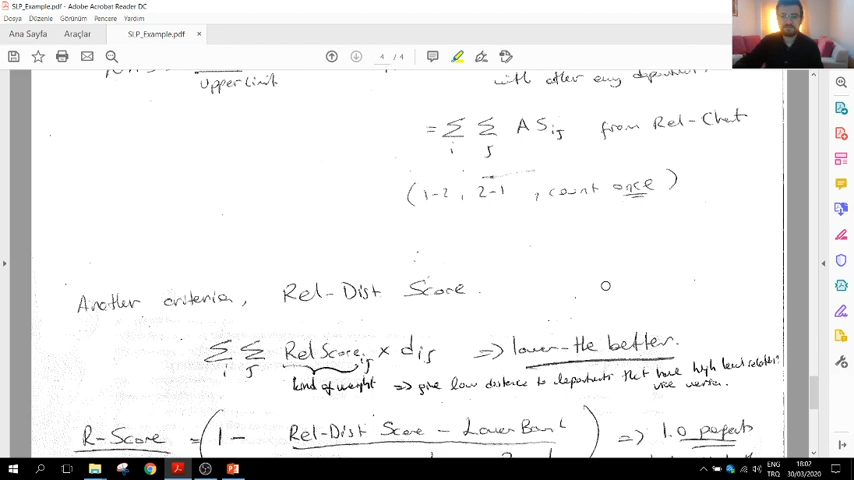 SLP_Example.pdf - Adobe Acrobat Reader DC
Dosya Düzenle Görünüm Pencere Yardım
Ana Sayfa Araçlar SLP_Example.pdf ×
4 / 4
Upper Limit
with other any department
= Σ Σ A S ij from Rel-Chart
i j
(1-2, 2-1, count once)
Another criteria, Rel-Dist Score.
Σ Σ Rel Score ij × d ij => lower-the better.
i j
kind of weight => give low distance to departments that have high level relation
vice versa.
R-Score = (1 - Rel-Dist Score - Lower Bound) => 1.0 perfect
ENG 18:02
TRQ 30/03/2020